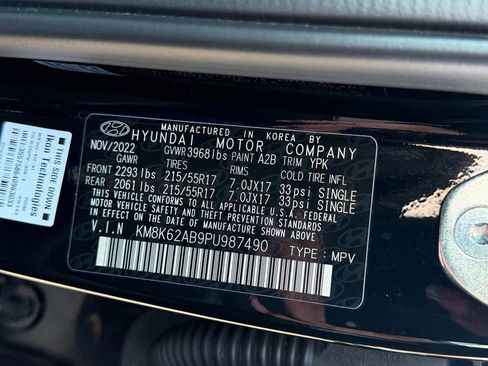 MANUFACTURED IN KOREA BY
HYUNDAI MOTOR COMPANY
NOV/2022 GVWR3968lbs PAINT A2B TRIM YPK
GAWR TIRES RIMS COLD TIRE INFL
FRONT 2293 lbs 215/55R17 7.0JX17 33psi SINGLE
REAR 2061 lbs 215/55R17 7.0JX17 33psi SINGLE
THIS VEHICLE CONFORMS TO ALL APPLICABLE U.S.A FEDERAL
MOTOR VEHICLE SAFETY, BUMPER, AND THEFT PREVENTION STANDARDS
IN EFFECT ON THE DATE OF MANUFACTURE SHOWN ABOVE.
V.I.N KM8K62AB9PU987490
TYPE : MPV
THIS SIDE DOWN
Ikon Technologies